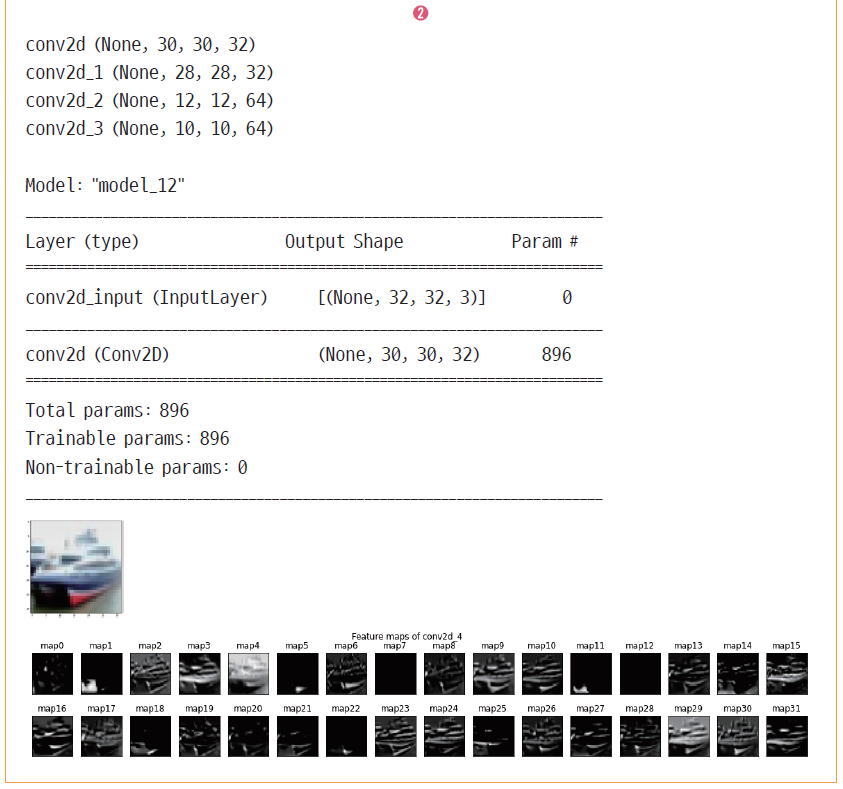 ❷
conv2d (None, 30, 30, 32)
conv2d_1 (None, 28, 28, 32)
conv2d_2 (None, 12, 12, 64)
conv2d_3 (None, 10, 10, 64)
Model: "model_12"
Layer (type) Output Shape Param #
conv2d_input (InputLayer) [(None, 32, 32, 3)] 0
conv2d (Conv2D) (None, 30, 30, 32) 896
Total params: 896
Trainable params: 896
Non-trainable params: 0
Feature maps of conv2d_4
map0 map1 map2 map3 map4 map5 map6 map7 map8 map9 map10 map11 map12 map13 map14 map15
map16 map17 map18 map19 map20 map21 map22 map23 map24 map25 map26 map27 map28 map29 map30 map31